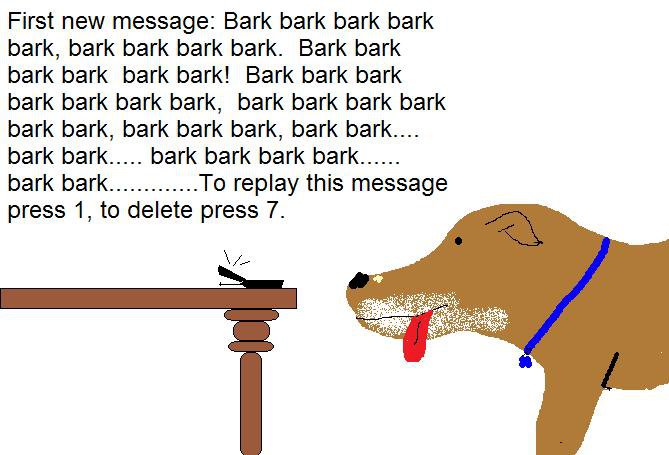 First new message: Bark bark bark bark
bark, bark bark bark bark.  Bark bark
bark bark  bark bark!  Bark bark bark
bark bark bark bark,  bark bark bark bark
bark bark, bark bark bark, bark bark....
bark bark..... bark bark bark bark......
bark bark.............To replay this message
press 1, to delete press 7.